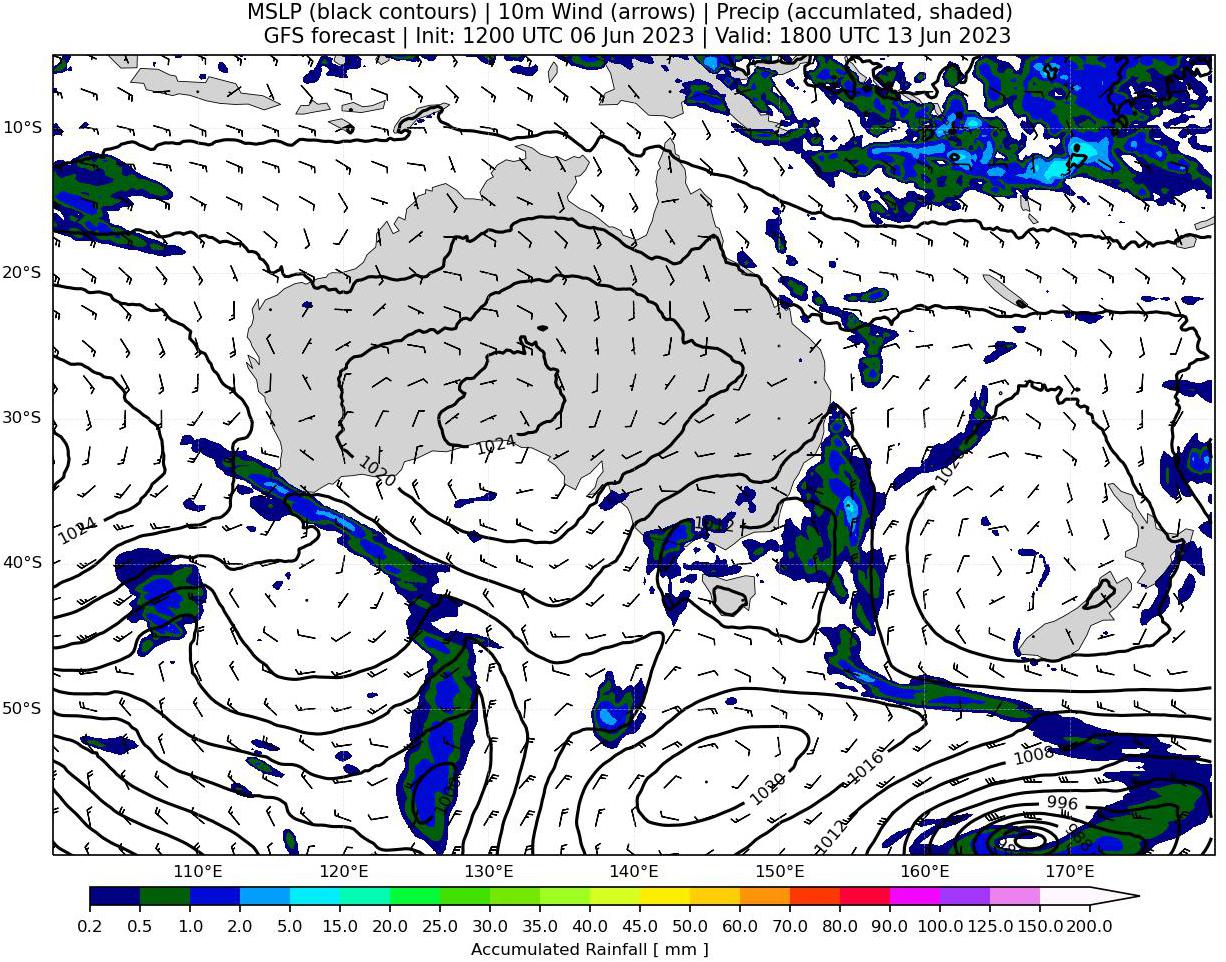 MSLP (black contours) | 10m Wind (arrows) | Precip (accumlated, shaded)
GFS forecast | Init: 1200 UTC 06 Jun 2023 | Valid: 1800 UTC 13 Jun 2023
10°S
20°S
30°S
40°S
50°S
1024
1020
1024
1012
1008
1020
1016
1012
1008
996
988
110°E 120°E 130°E 140°E 150°E 160°E 170°E
0.2 0.5 1.0 2.0 5.0 10.0 15.0 20.0 25.0 30.0 35.0 40.0 45.0 50.0 60.0 70.0 80.0 90.0 100.0 125.0 150.0 200.0
Accumulated Rainfall [ mm ]